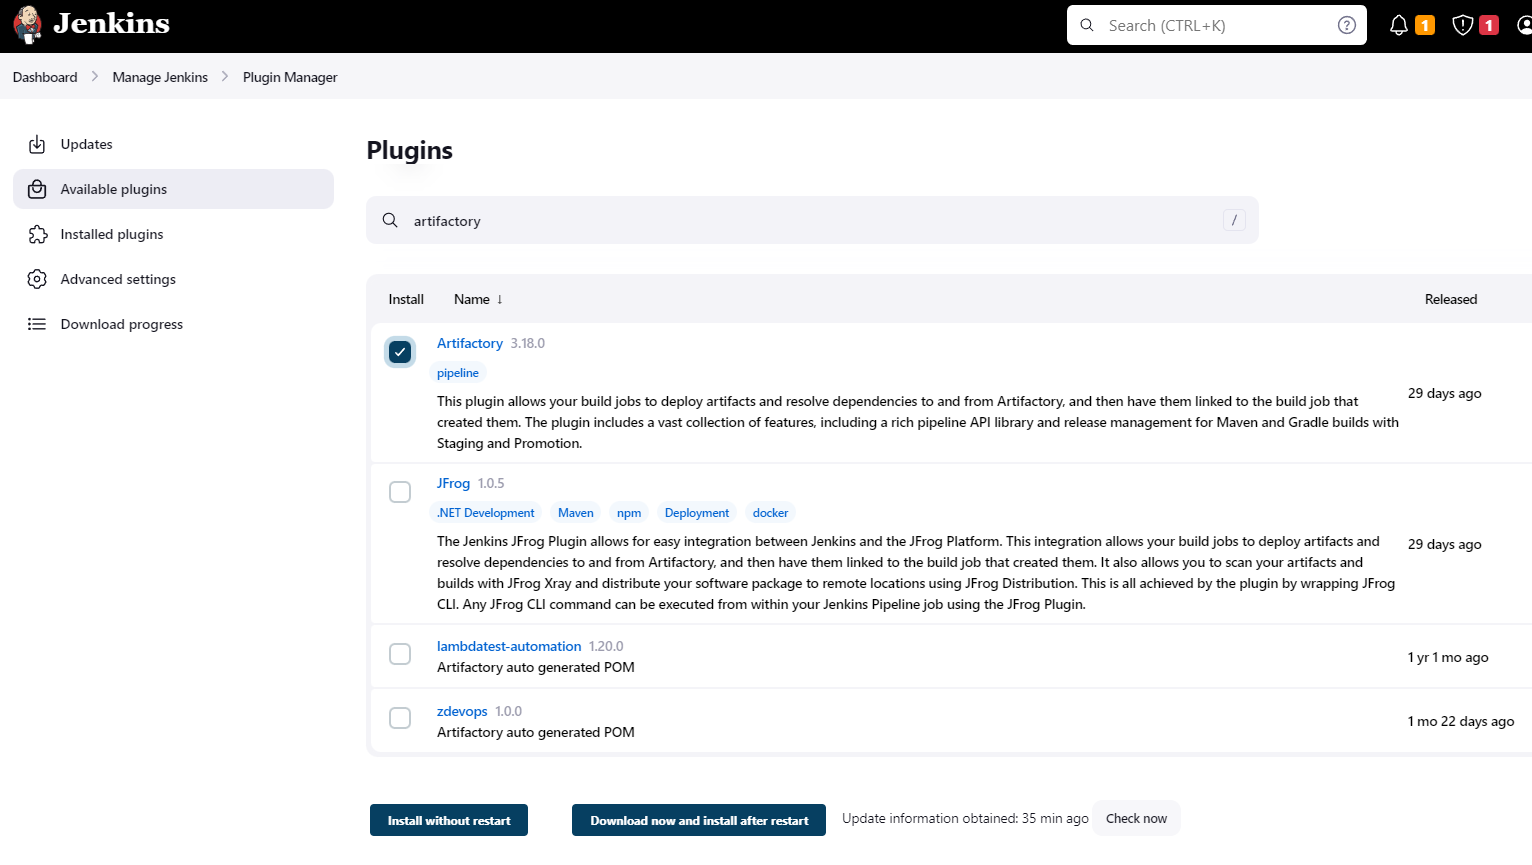 Jenkins
Search (CTRL+K)
?
1
1
Dashboard
Manage Jenkins
Plugin Manager
Updates
Available plugins
Installed plugins
Advanced settings
Download progress
Plugins
artifactory
/
Install
Name ↓
Released
Artifactory 3.18.0
pipeline
This plugin allows your build jobs to deploy artifacts and resolve dependencies to and from Artifactory, and then have them linked to the build job that
created them. The plugin includes a vast collection of features, including a rich pipeline API library and release management for Maven and Gradle builds with
Staging and Promotion.
29 days ago
JFrog 1.0.5
.NET Development Maven npm Deployment docker
The Jenkins JFrog Plugin allows for easy integration between Jenkins and the JFrog Platform. This integration allows your build jobs to deploy artifacts and
resolve dependencies to and from Artifactory, and then have them linked to the build job that created them. It also allows you to scan your artifacts and
builds with JFrog Xray and distribute your software package to remote locations using JFrog Distribution. This is all achieved by the plugin by wrapping JFrog
CLI. Any JFrog CLI command can be executed from within your Jenkins Pipeline job using the JFrog Plugin.
29 days ago
lambdatest-automation 1.20.0
Artifactory auto generated POM
1 yr 1 mo ago
zdevops 1.0.0
Artifactory auto generated POM
1 mo 22 days ago
Install without restart
Download now and install after restart
Update information obtained: 35 min ago
Check now